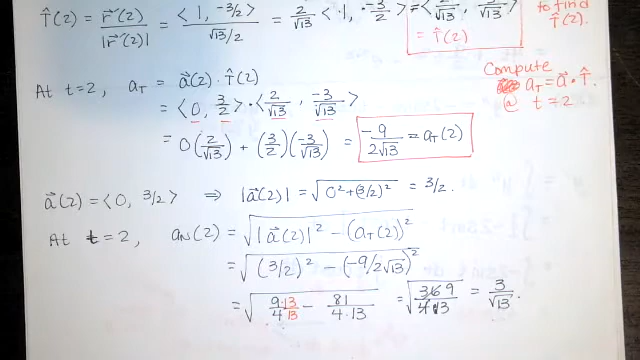 T̂(2) = r⃗'(2) / |r⃗'(2)| = <1, -3/2> / (√13/2) = 2/√13 <1, -3/2> = <2/√13, -3/√13>
= T̂(2)
to find
T̂(2).
Compute
a_T = a⃗ · T̂.
@ t=2
At t=2, a_T = a⃗(2) · T̂(2)
= <0, 3/2> · <2/√13, -3/√13>
= 0(2/√13) + (3/2)(-3/√13) = -9/(2√13) = a_T(2)
a⃗(2) = <0, 3/2> ⇒ |a⃗(2)| = √(0² + (3/2)²) = 3/2.
At t=2, a_N(2) = √(|a⃗(2)|² - (a_T(2))²)
= √((3/2)² - (-9/2√13)²)
= √(9·13/4·13 - 81/4·13) = √(36 9/4·13) = 3/√13.